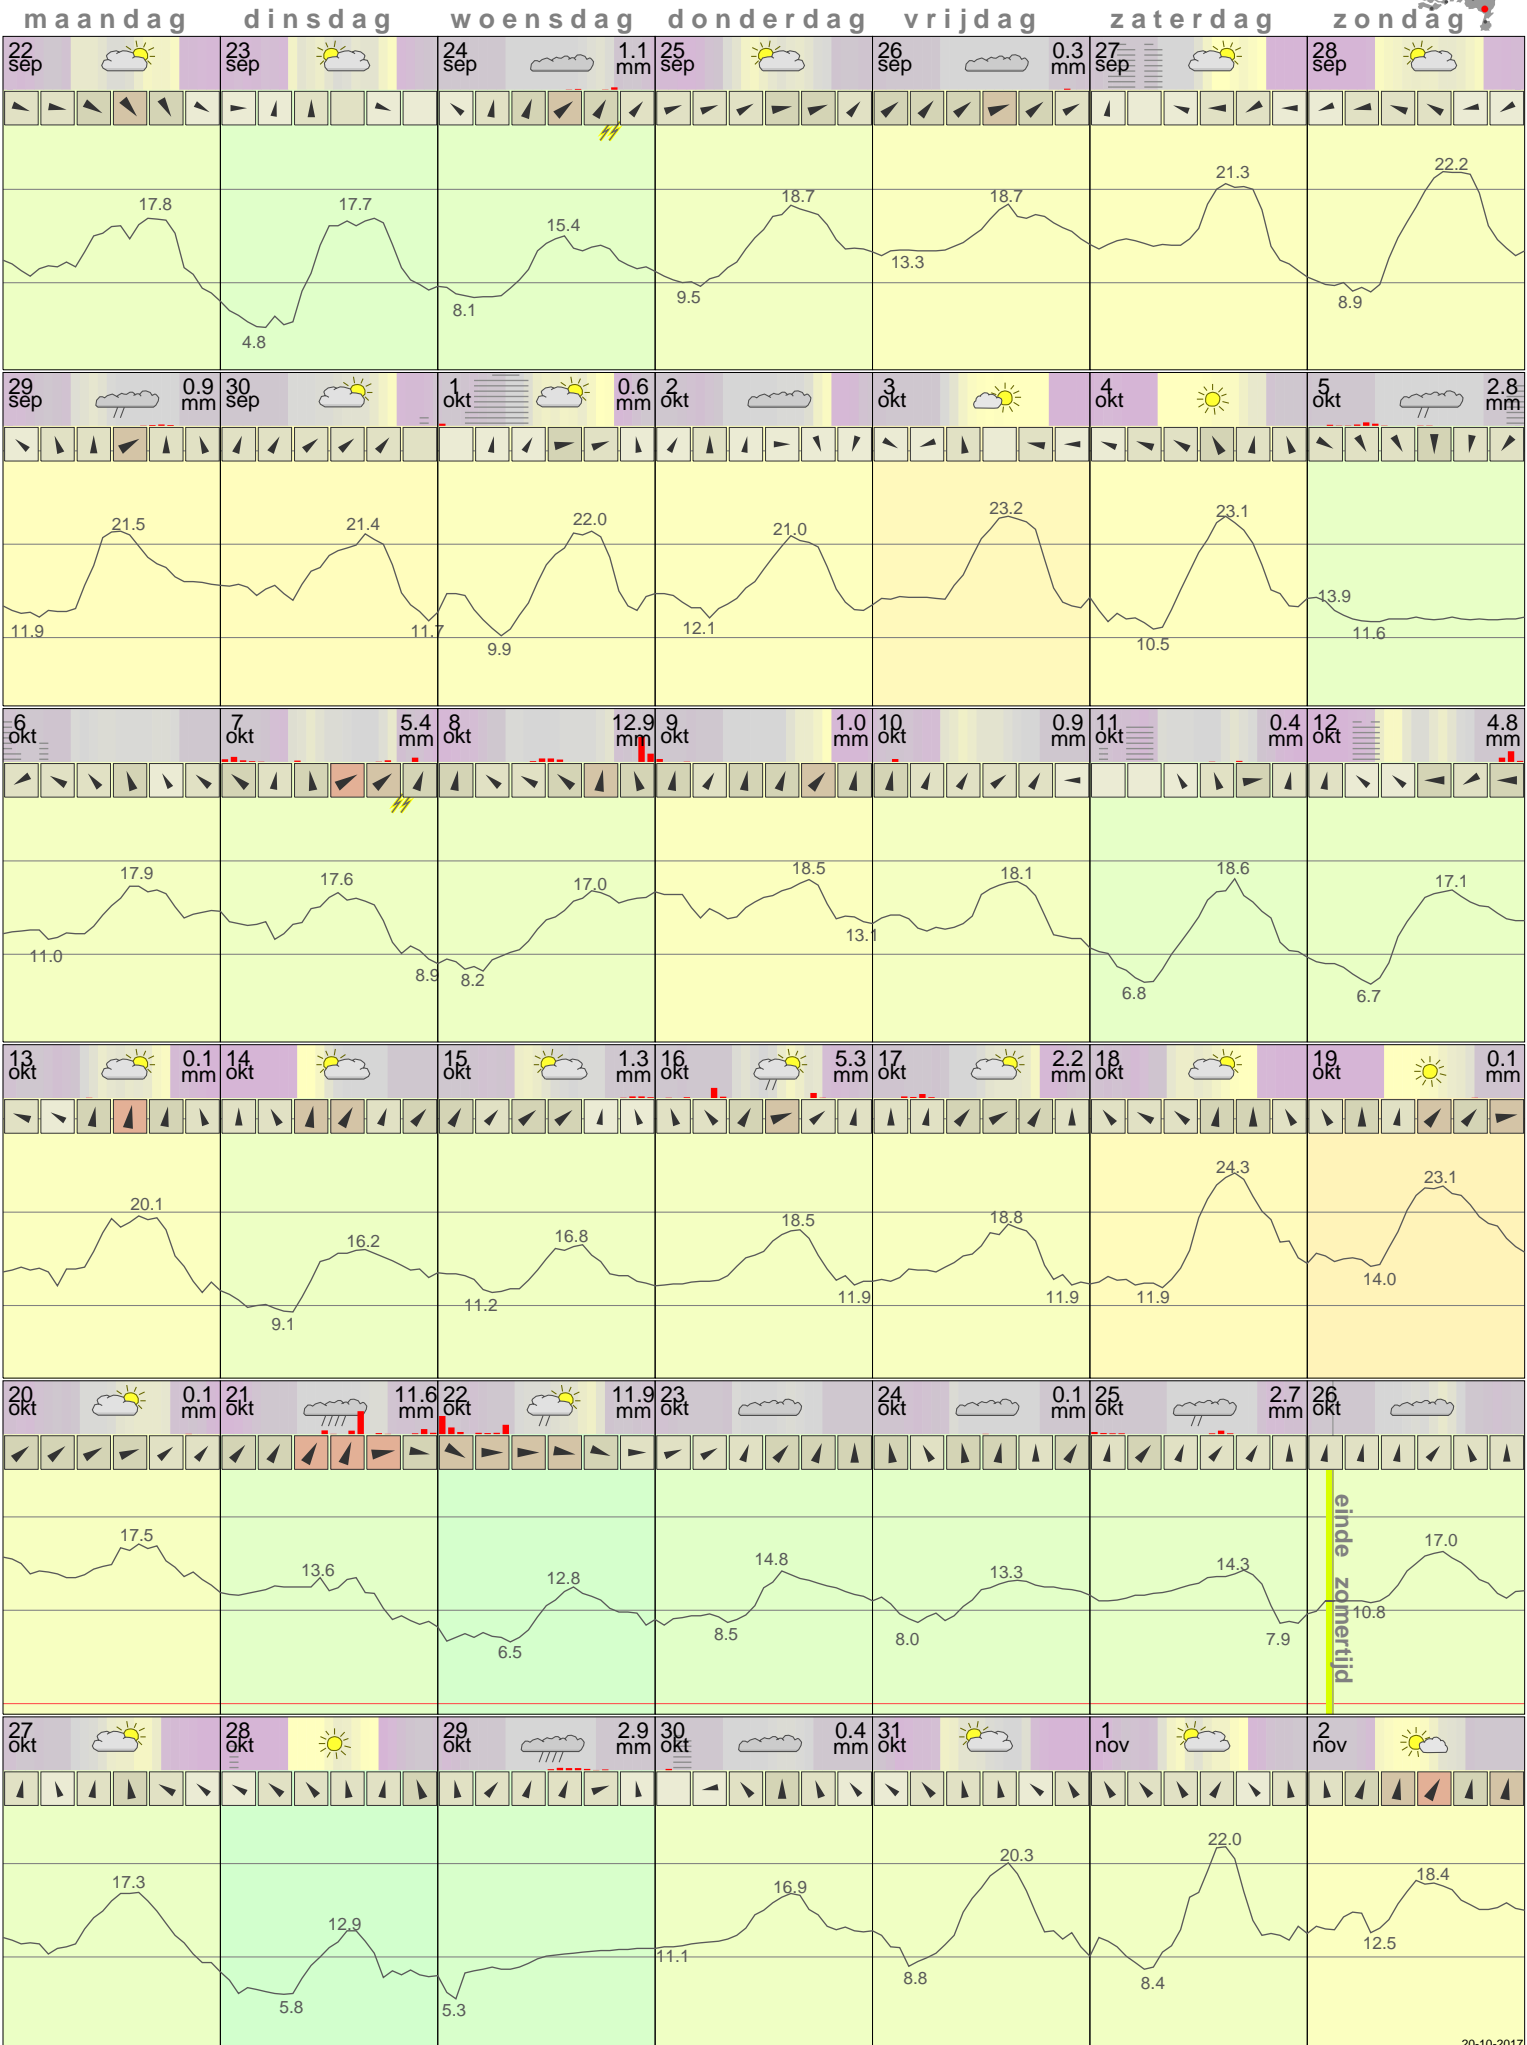 maandag dinsdag woensdag donderdag vrijdag zaterdag zondag
22 sep 23 sep 24 sep 1.1 mm 25 sep 26 sep 0.3 mm 27 sep 28 sep
17.8 4.8 17.7 8.1 15.4 9.5 18.7 13.3 18.7 21.3 8.9 22.2
29 sep 0.9 mm 30 sep 1 okt 0.6 mm 2 okt 3 okt 4 okt 5 okt 2.8 mm
11.9 21.5 21.4 11.7 9.9 22.0 12.1 21.0 23.2 10.5 23.1 13.9 11.6
6 okt 7 okt 5.4 mm 8 okt 12.9 mm 9 okt 1.0 mm 10 okt 0.9 mm 11 okt 0.4 mm 12 okt 4.8 mm
11.0 17.9 17.6 8.9 8.2 17.0 18.5 13.1 18.1 6.8 18.6 6.7 17.1
13 okt 0.1 mm 14 okt 15 okt 1.3 mm 16 okt 5.3 mm 17 okt 2.2 mm 18 okt 19 okt 0.1 mm
20.1 9.1 16.2 11.2 16.8 18.5 11.9 18.8 11.9 11.9 24.3 14.0 23.1
20 okt 0.1 mm 21 okt 11.6 mm 22 okt 11.9 mm 23 okt 24 okt 0.1 mm 25 okt 2.7 mm 26 okt
17.5 13.6 6.5 12.8 8.5 14.8 8.0 13.3 14.3 7.9 10.8 17.0
einde zomertijd
27 okt 28 okt 29 okt 2.9 mm 30 okt 0.4 mm 31 okt 1 nov 2 nov
17.3 5.8 12.9 5.3 11.1 16.9 8.8 20.3 8.4 22.0 12.5 18.4
20-10-2017